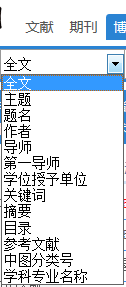 文献 期刊 博
全文
全文
主题
题名
作者
导师
第一导师
学位授予单位
关键词
摘要
目录
参考文献
中图分类号
学科专业名称